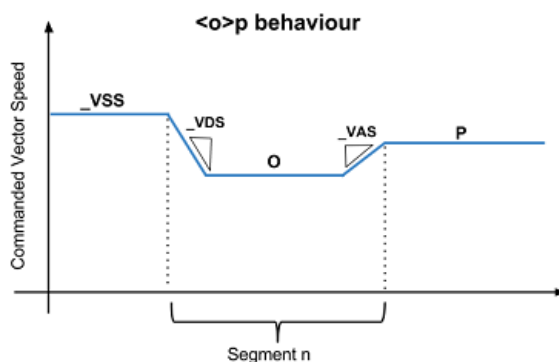 <o>p behaviour
Commanded Vector Speed
_VSS
_VDS
O
_VAS
P
Segment n